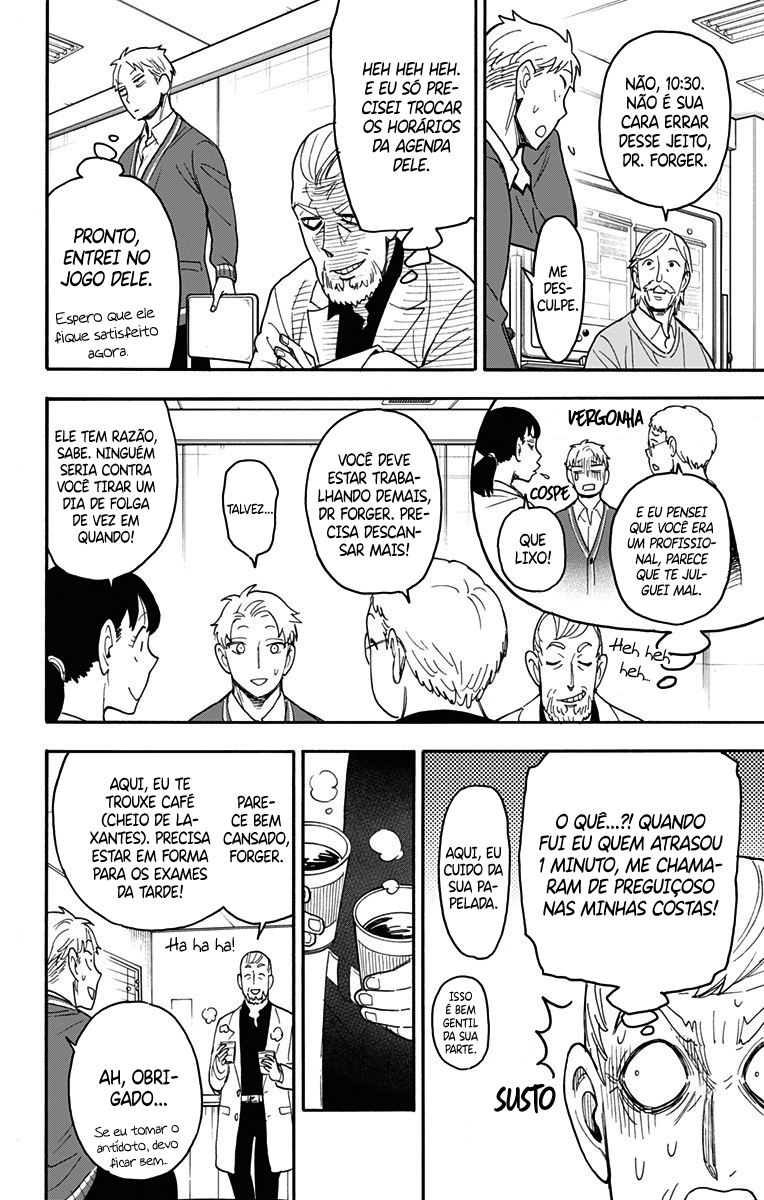 NÃO, 10:30.
NÃO É SUA
CARA ERRAR
DESSE JEITO,
DR. FORGER.
ME
DES-
CULPE.
HEH HEH HEH.
E EU SÓ PRE-
CISEI TROCAR
OS HORÁRIOS
DA AGENDA
DELE.
PRONTO,
ENTREI NO
JOGO DELE.
Espero que ele
fique satisfeito
agora.
VERGONHA
E EU PENSEI
QUE VOCÊ ERA
UM PROFISSIO-
NAL, PARECE
QUE TE JUL-
GUEI MAL.
COSPE
QUE
LIXO!
Heh heh
heh...
VOCÊ DEVE
ESTAR TRABA-
LHANDO DEMAIS,
DR FORGER. PRE-
CISA DESCAN-
SAR MAIS!
TALVEZ...
ELE TEM RAZÃO,
SABE. NINGUÉM
SERIA CONTRA
VOCÊ TIRAR UM
DIA DE FOLGA
DE VEZ EM
QUANDO!
O QUÊ...?! QUANDO
FUI EU QUEM ATRASOU
1 MINUTO, ME CHAMA-
RAM DE PREGUIÇOSO
NAS MINHAS COSTAS!
AQUI, EU
CUIDO DA
SUA PA-
PELADA.
ISSO
É BEM
GENTIL
DA SUA
PARTE.
SUSTO
PARE-
CE BEM
CANSADO,
FORGER.
AQUI, EU TE
TROUXE CAFÉ
(CHEIO DE LA-
XANTES). PRECISA
ESTAR EM FORMA
PARA OS EXAMES
DA TARDE!
Ha ha ha!
AH, OBRI-
GADO...
Se eu tomar o
antídoto, devo
ficar bem...